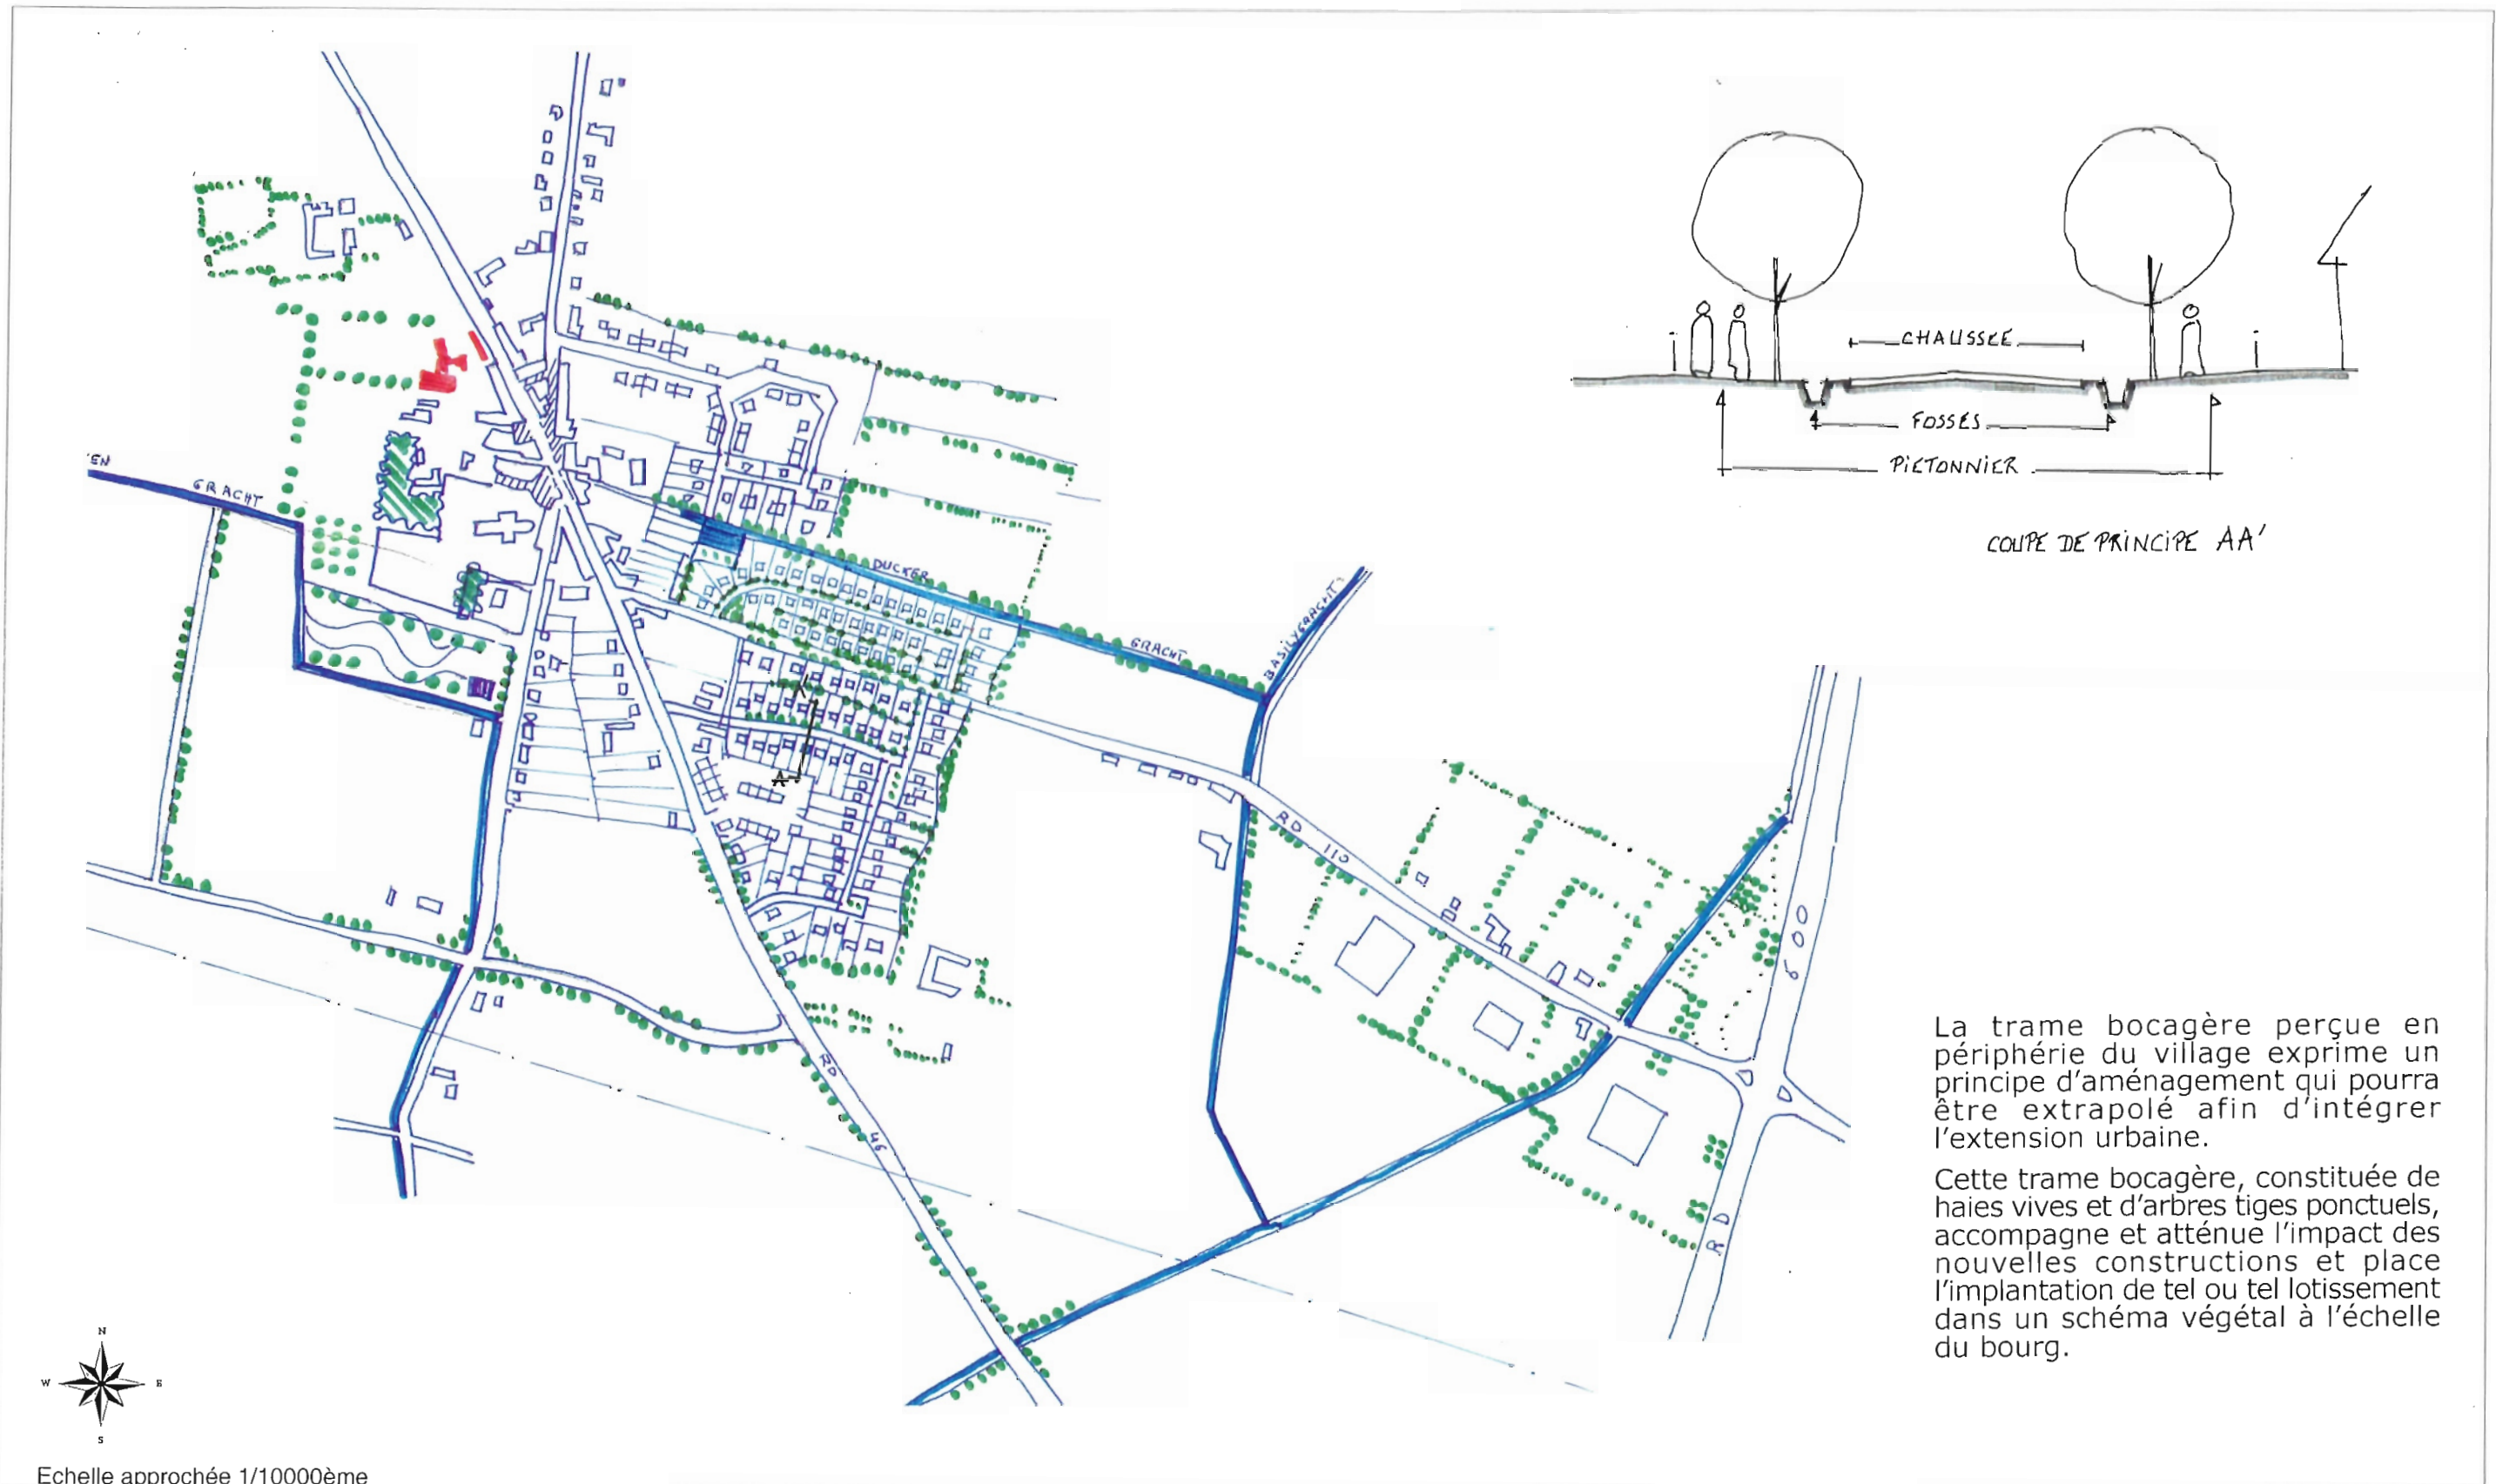 'EN
GRACHT
DUCKER
GRACHT
BASILYGRACHT
A'
A
RD
110
RD
46
600
RD
CHAUSSEE
FOSSES
PIETONNIER
COUPE DE PRINCIPE AA'
La trame bocagère perçue en
périphérie du village exprime un
principe d'aménagement qui pourra
être extrapolé afin d'intégrer
l'extension urbaine.
Cette trame bocagère, constituée de
haies vives et d'arbres tiges ponctuels,
accompagne et atténue l'impact des
nouvelles constructions et place
l'implantation de tel ou tel lotissement
dans un schéma végétal à l'échelle
du bourg.
N
W
E
S
Echelle approchée 1/10000ème